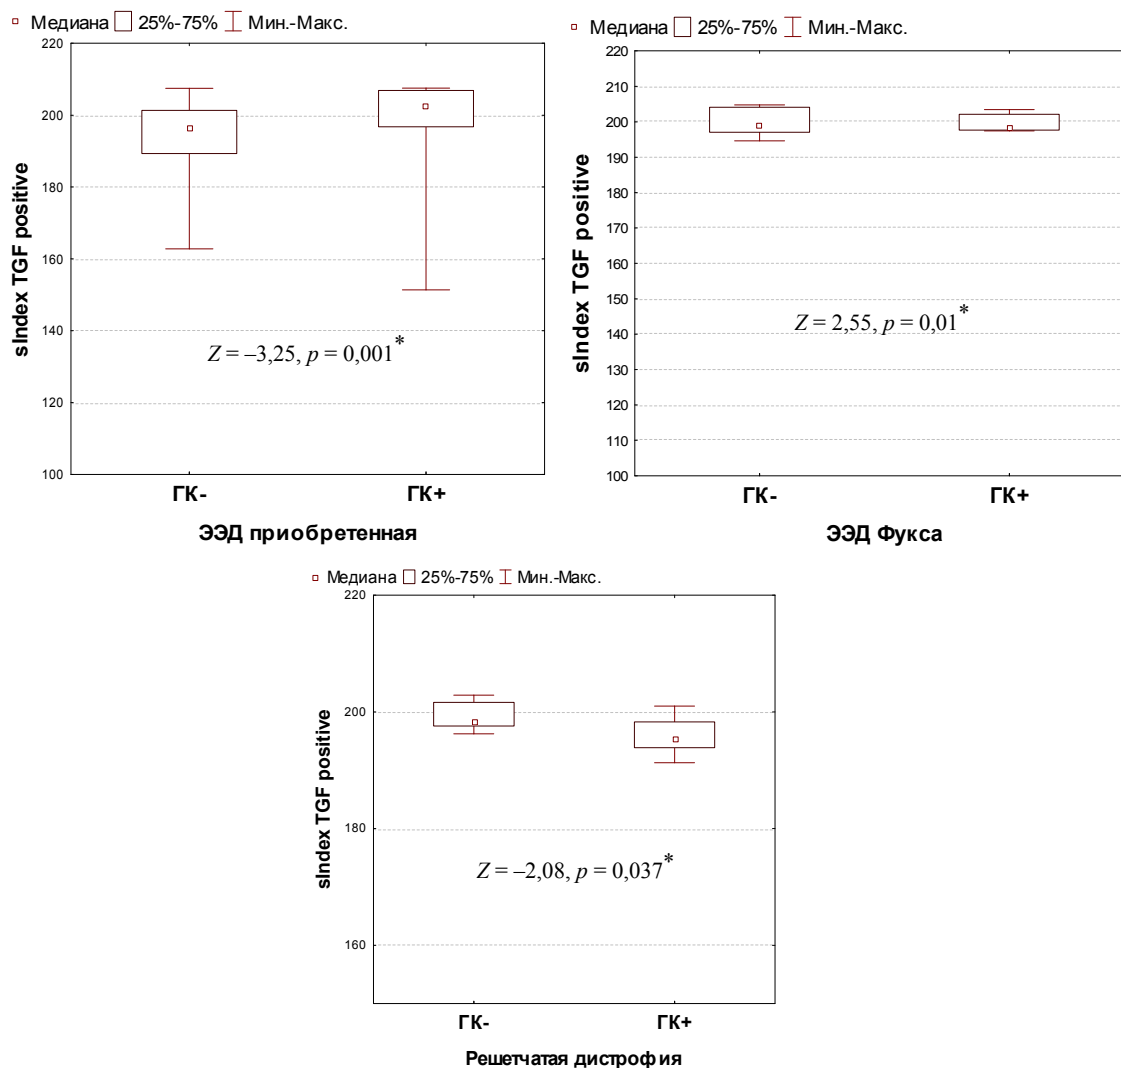 Медиана 25%-75% Мин.-Макс.
220
200
180
160
140
120
100
sIndex TGF positive
Z = –3,25, p = 0,001*
ГК- ГК+
ЭЭД приобретенная
Медиана 25%-75% Мин.-Макс.
220
210
200
190
180
170
160
150
140
130
120
110
100
sIndex TGF positive
Z = 2,55, p = 0,01*
ГК- ГК+
ЭЭД Фукса
Медиана 25%-75% Мин.-Макс.
220
200
180
160
sIndex TGF positive
Z = –2,08, p = 0,037*
ГК- ГК+
Решетчатая дистрофия